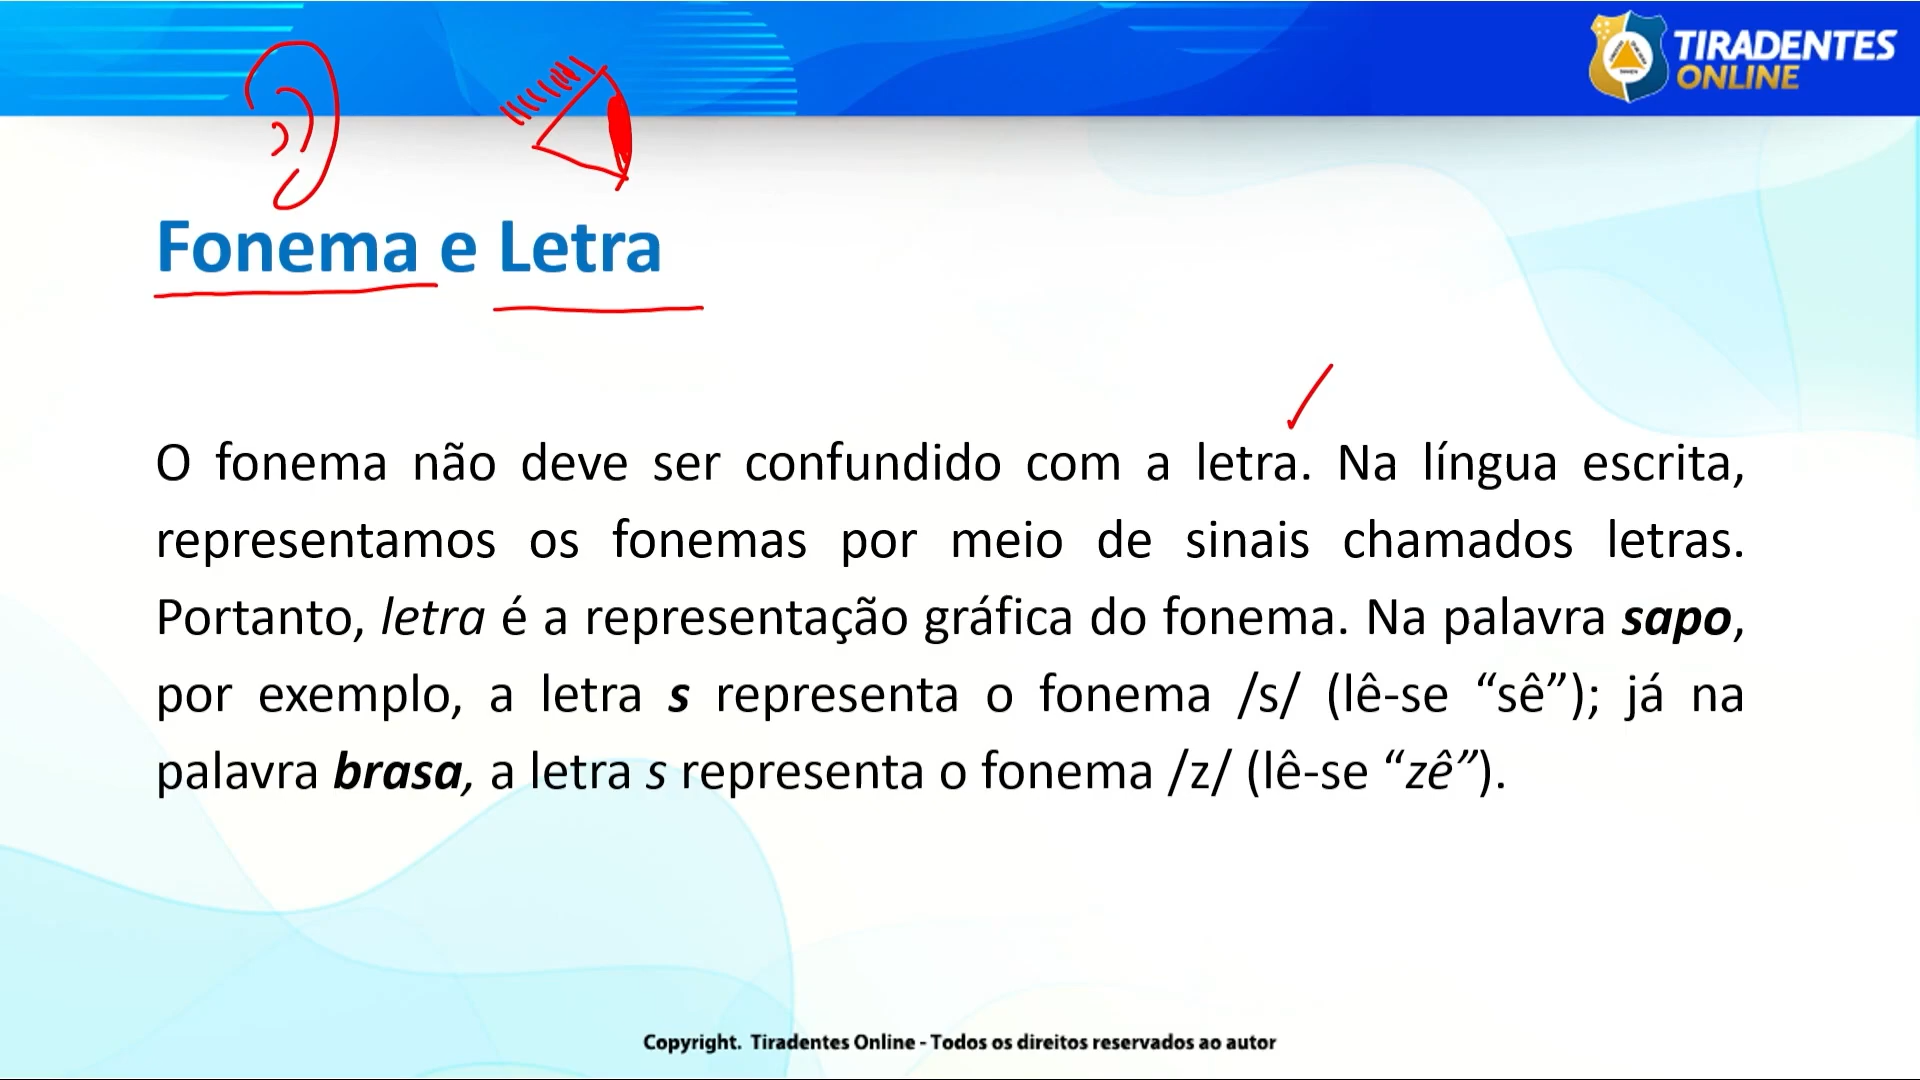 TIRADENTES
ONLINE
Fonema e Letra
O fonema não deve ser confundido com a letra. Na língua escrita,
representamos os fonemas por meio de sinais chamados letras.
Portanto, letra é a representação gráfica do fonema. Na palavra sapo,
por exemplo, a letra s representa o fonema /s/ (lê-se “sê”); já na
palavra brasa, a letra s representa o fonema /z/ (lê-se “zê”).
Copyright. Tiradentes Online - Todos os direitos reservados ao autor